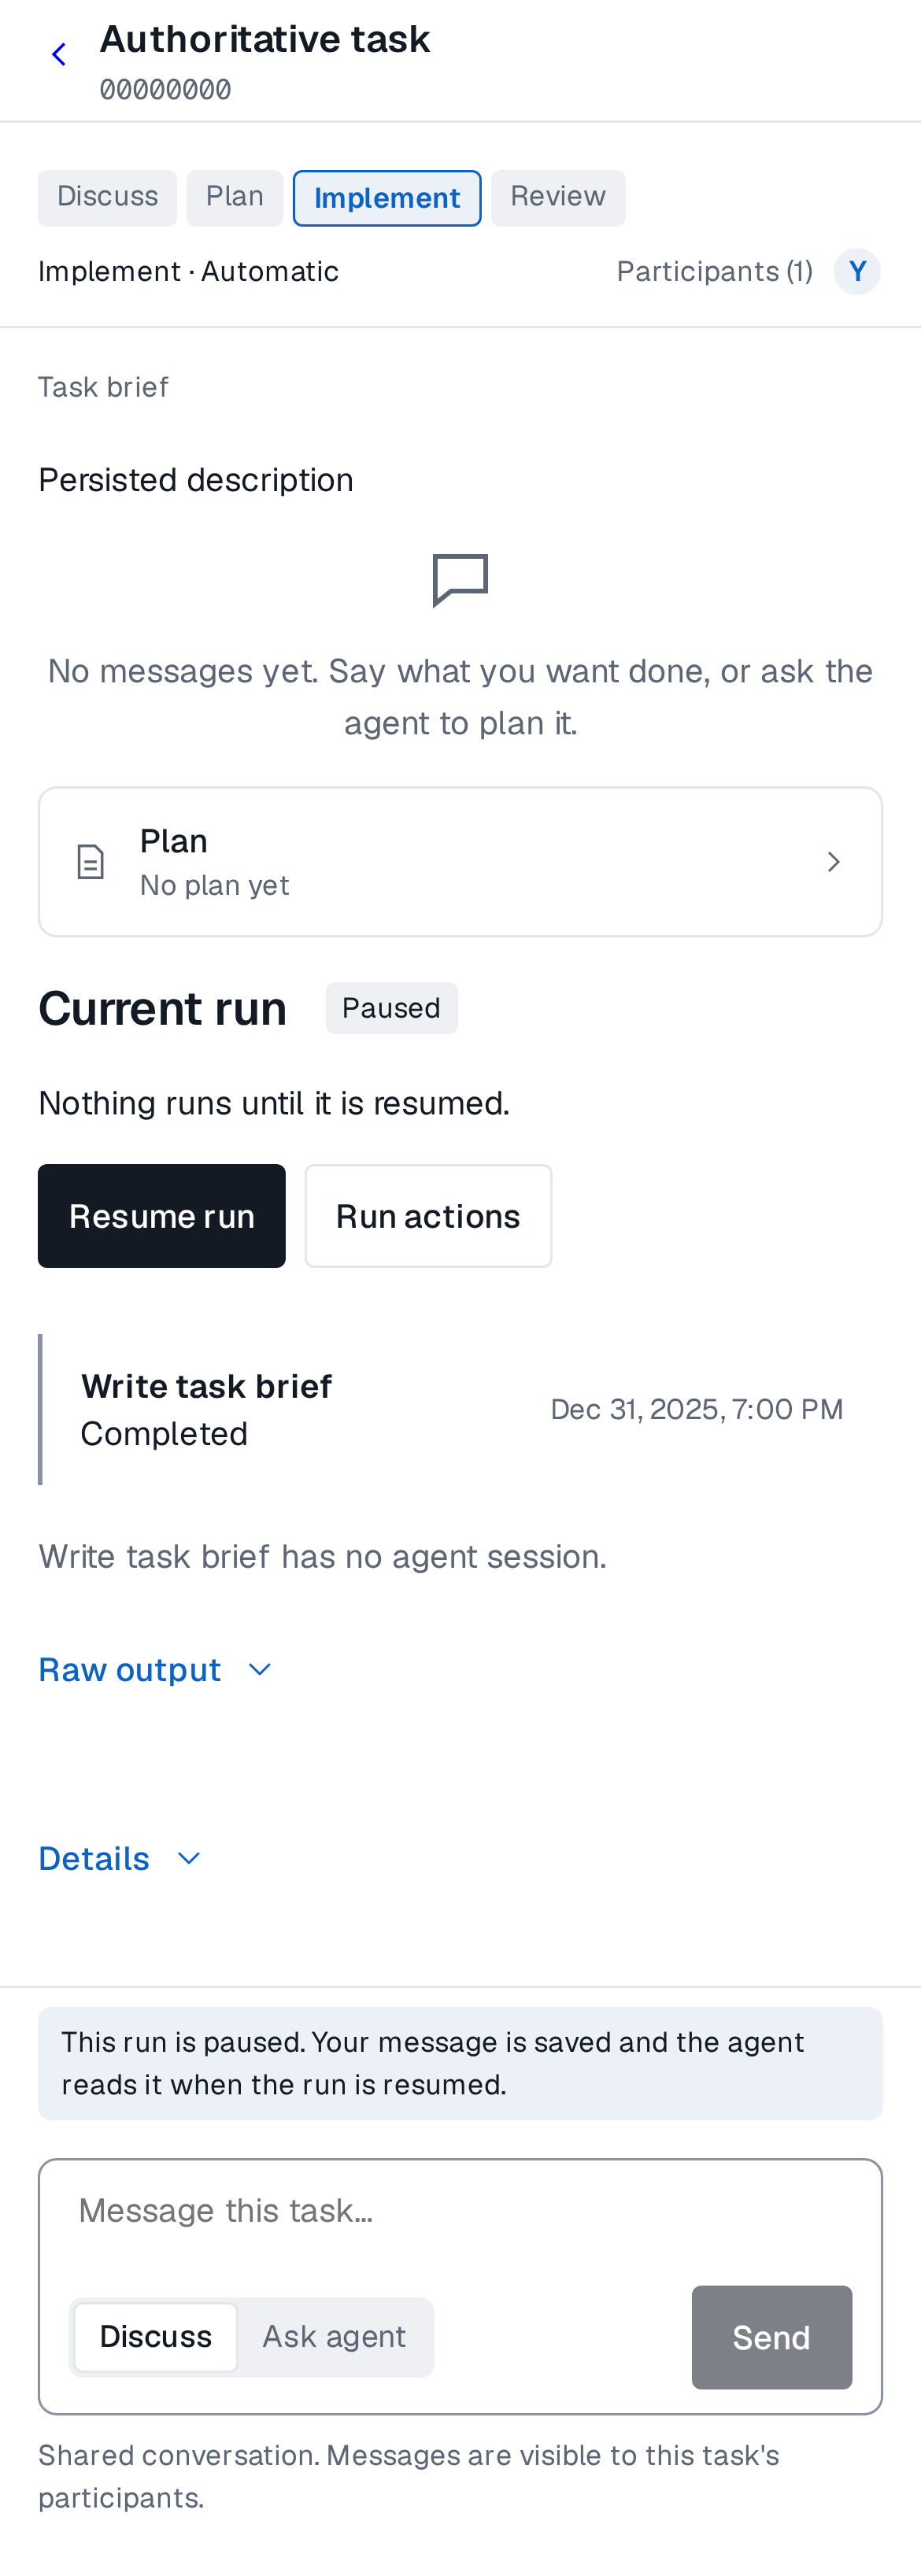 Authoritative task
00000000
Discuss
Plan
Implement
Review
Implement · Automatic
Participants (1)
Y
Task brief
Persisted description
No messages yet. Say what you want done, or ask the
agent to plan it.
Plan
No plan yet
Current run
Paused
Nothing runs until it is resumed.
Resume run
Run actions
Write task brief
Completed
Dec 31, 2025, 7:00 PM
Write task brief has no agent session.
Raw output
Details
This run is paused. Your message is saved and the agent
reads it when the run is resumed.
Message this task...
Discuss
Ask agent
Send
Shared conversation. Messages are visible to this task's
participants.